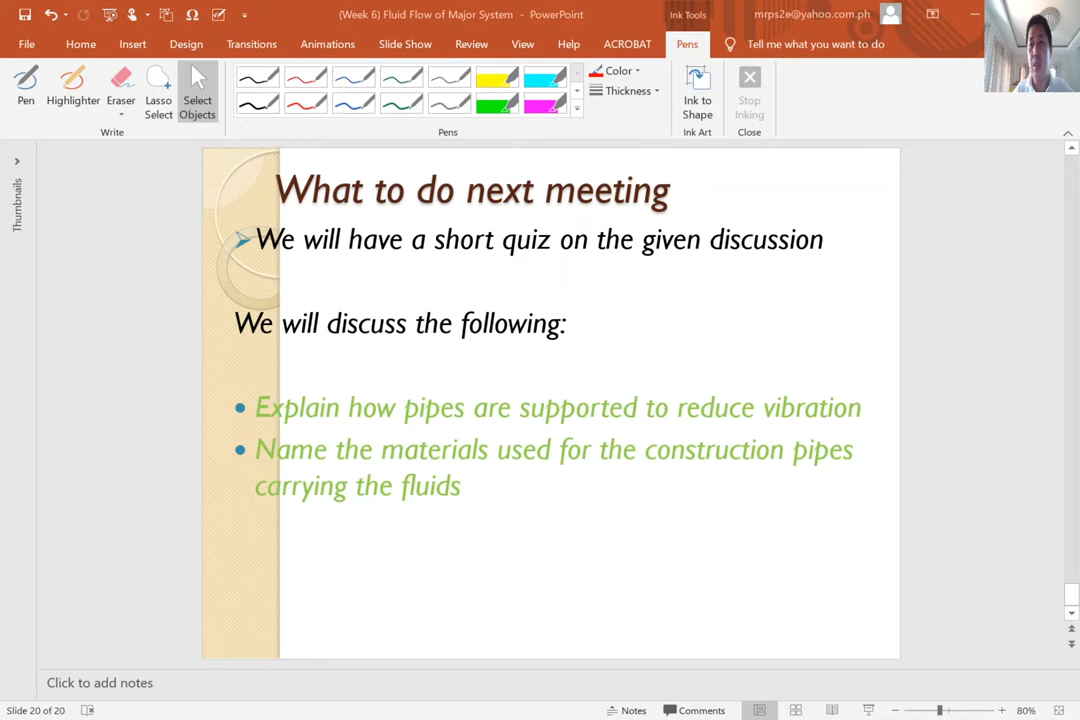 (Week 6) Fluid Flow of Major System - PowerPoint
Ink Tools
mrps2e@yahoo.com.ph
File Home Insert Design Transitions Animations Slide Show Review View Help ACROBAT Pens Tell me what you want to do
Pen Highlighter Eraser Lasso Select Select Objects
Color
Thickness
Ink to Shape
Stop Inking
Write Pens Ink Art Close
Thumbnails
What to do next meeting
We will have a short quiz on the given discussion
We will discuss the following:
Explain how pipes are supported to reduce vibration
Name the materials used for the construction pipes
carrying the fluids
Click to add notes
Slide 20 of 20 Notes Comments 80%